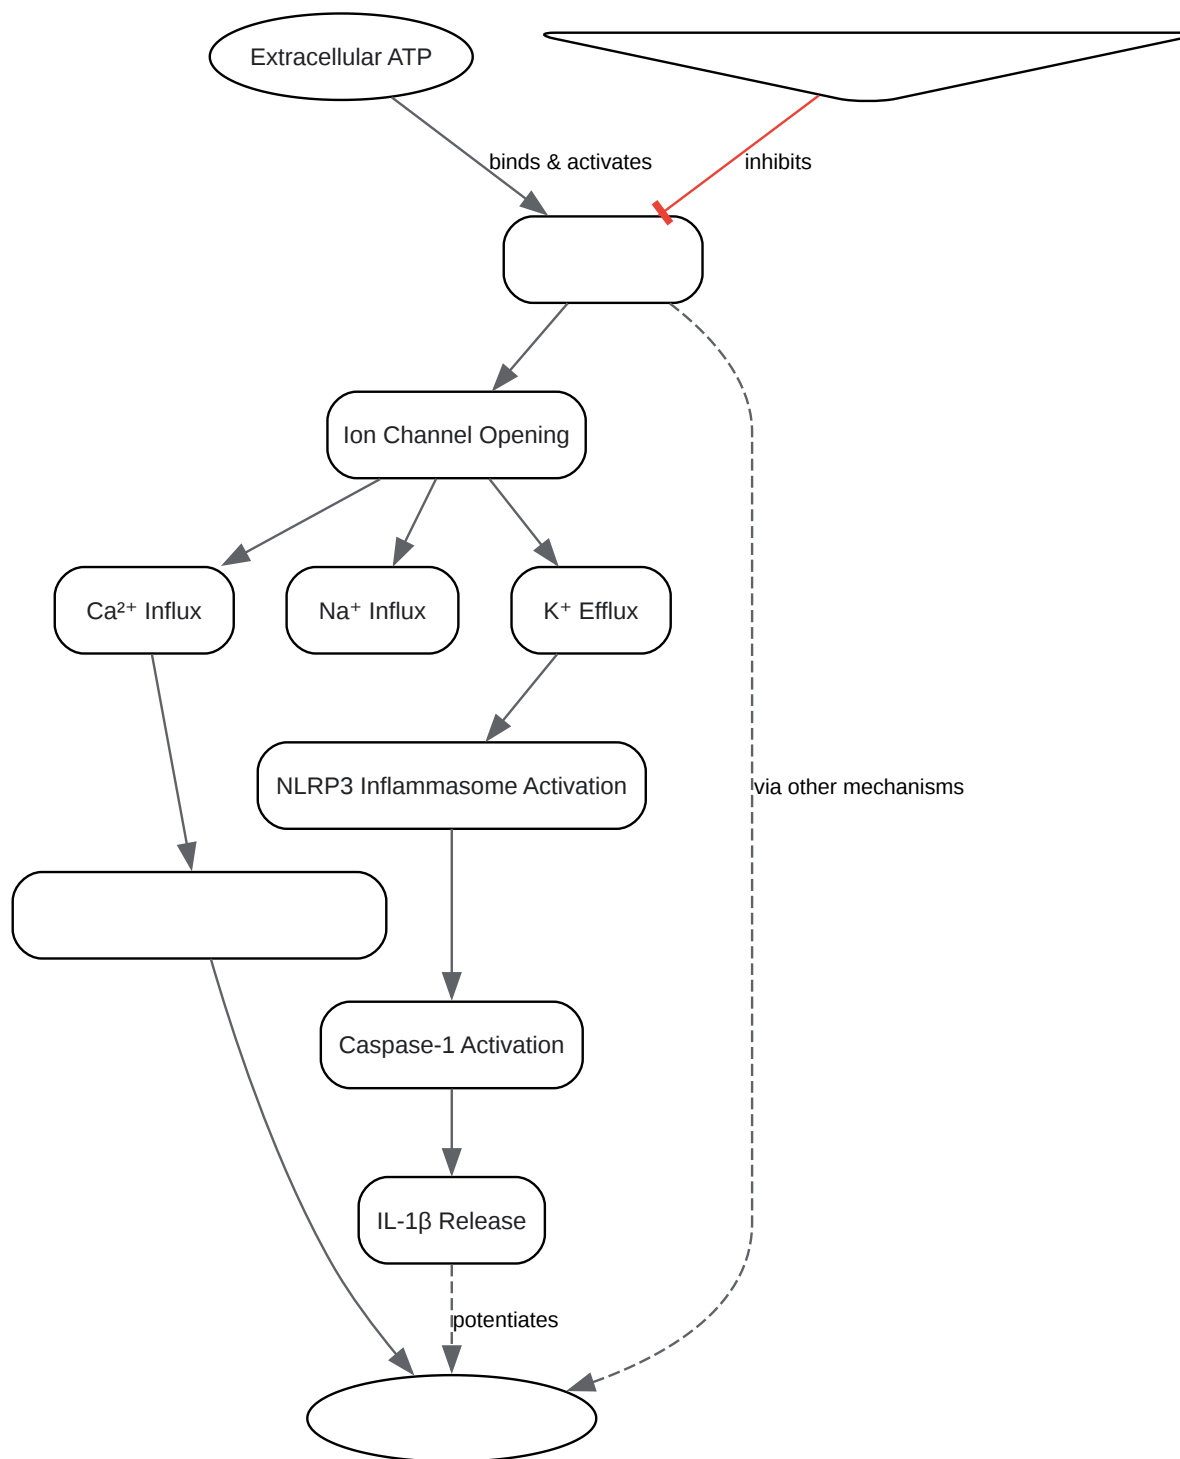 Extracellular ATP
binds & activates
inhibits
Ion Channel Opening
Ca²⁺ Influx
Na⁺ Influx
K⁺ Efflux
NLRP3 Inflammasome Activation
via other mechanisms
Caspase-1 Activation
IL-1β Release
potentiates